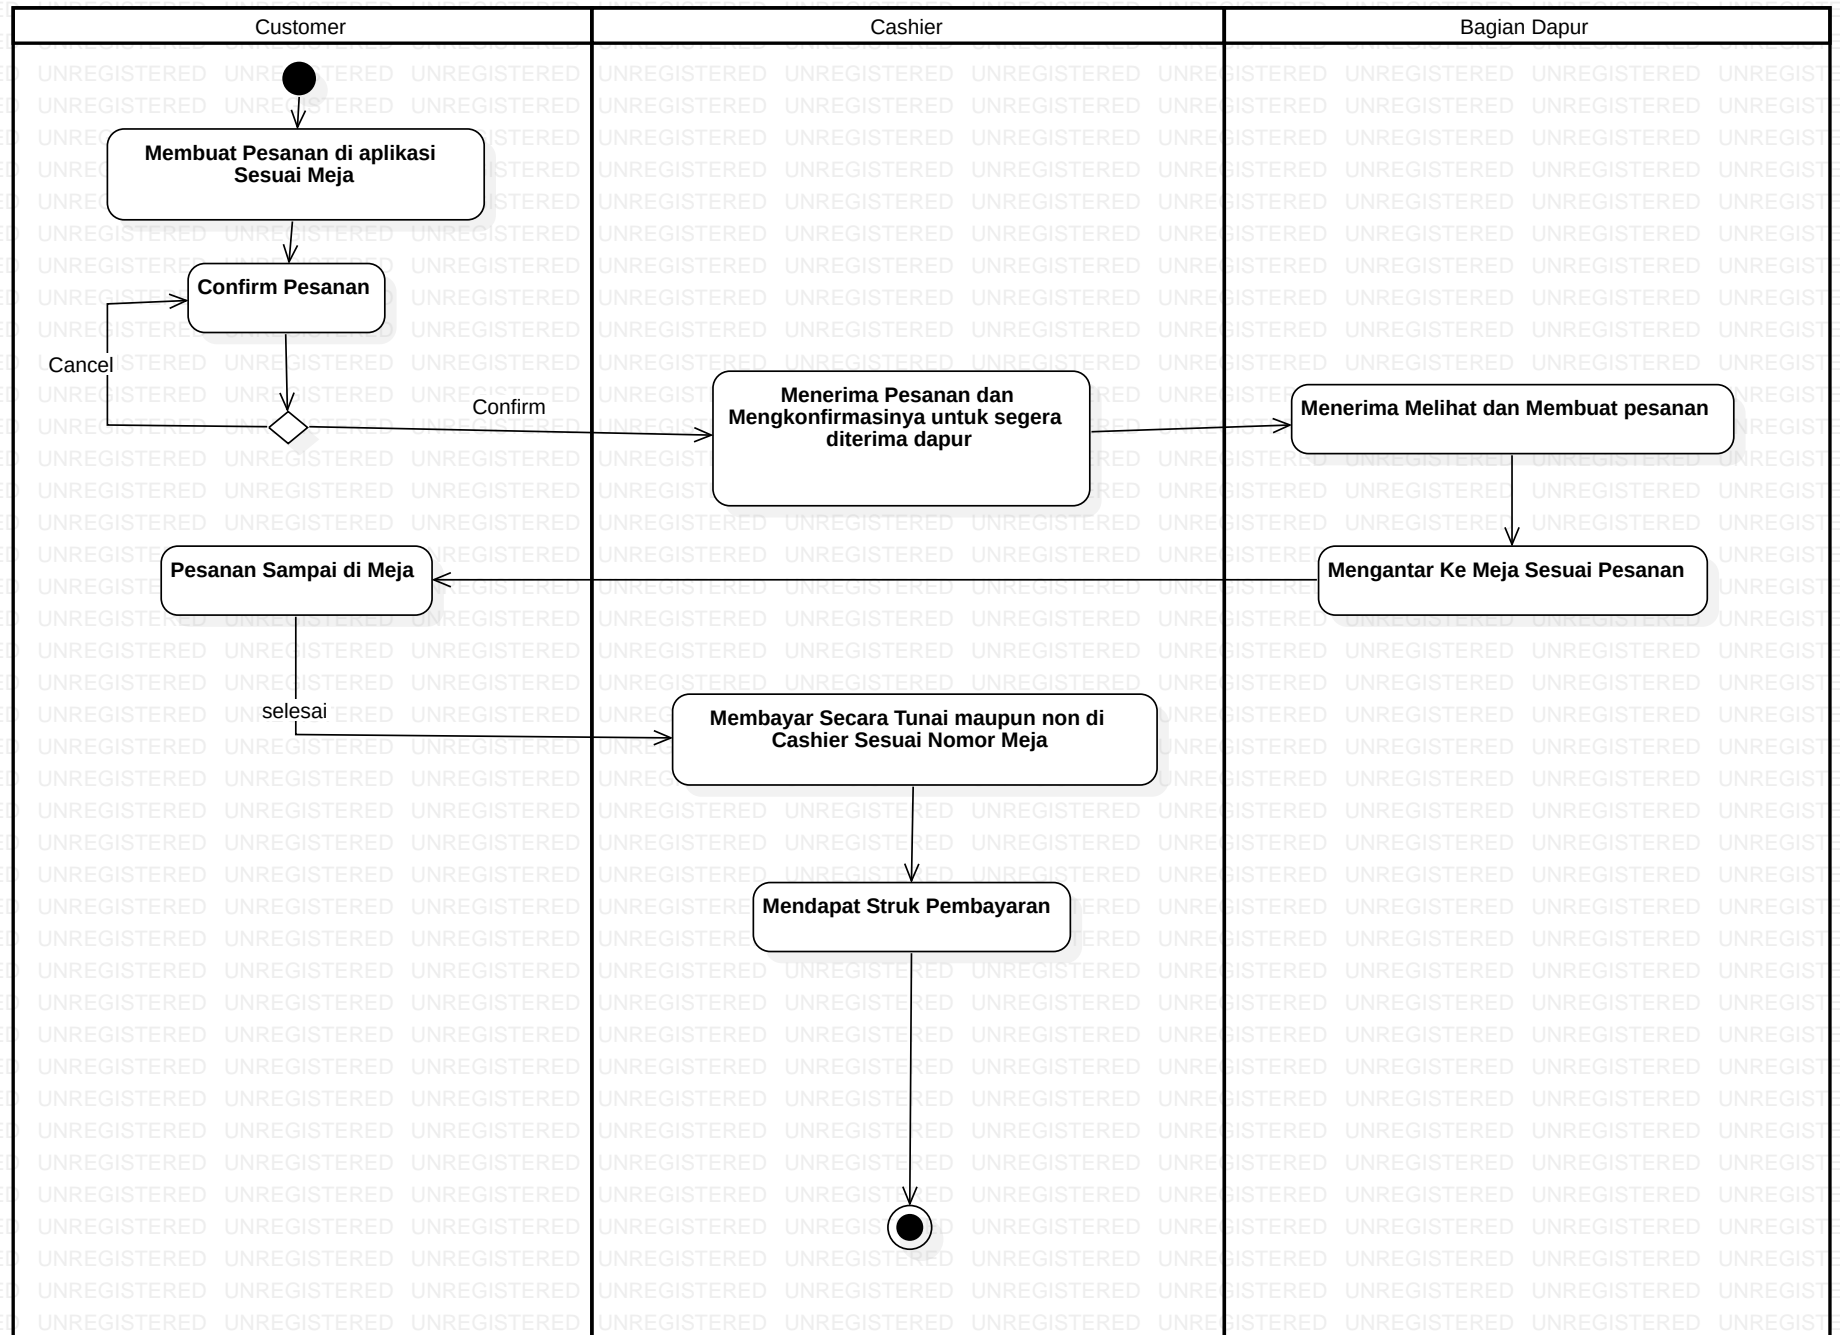 Customer
Cashier
Bagian Dapur
Membuat Pesanan di aplikasi
Sesuai Meja
Confirm Pesanan
Cancel
Confirm
Menerima Pesanan dan
Mengkonfirmasinya untuk segera
diterima dapur
Menerima Melihat dan Membuat pesanan
Pesanan Sampai di Meja
Mengantar Ke Meja Sesuai Pesanan
selesai
Membayar Secara Tunai maupun non di
Cashier Sesuai Nomor Meja
Mendapat Struk Pembayaran
UNREGISTERED